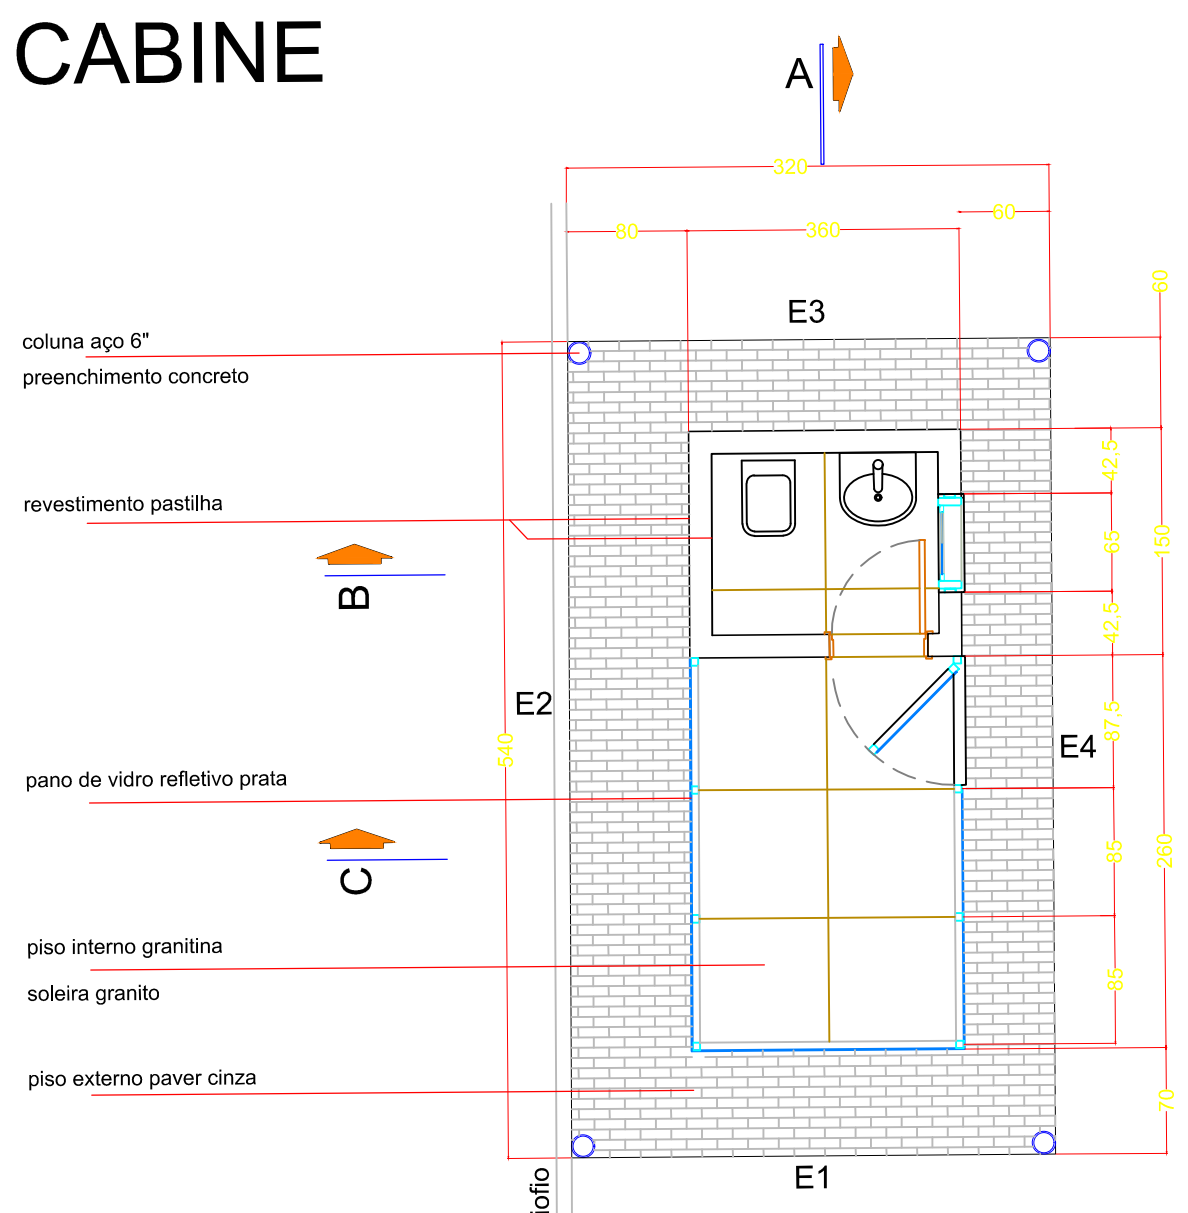 CABINE
A
320
60
80
360
60
E3
coluna aço 6"
preenchimento concreto
42,5
revestimento pastilha
65
150
B
42,5
E2
87,5
E4
540
pano de vidro refletivo prata
85
260
C
piso interno granitina
85
soleira granito
piso externo paver cinza
70
E1
iofio